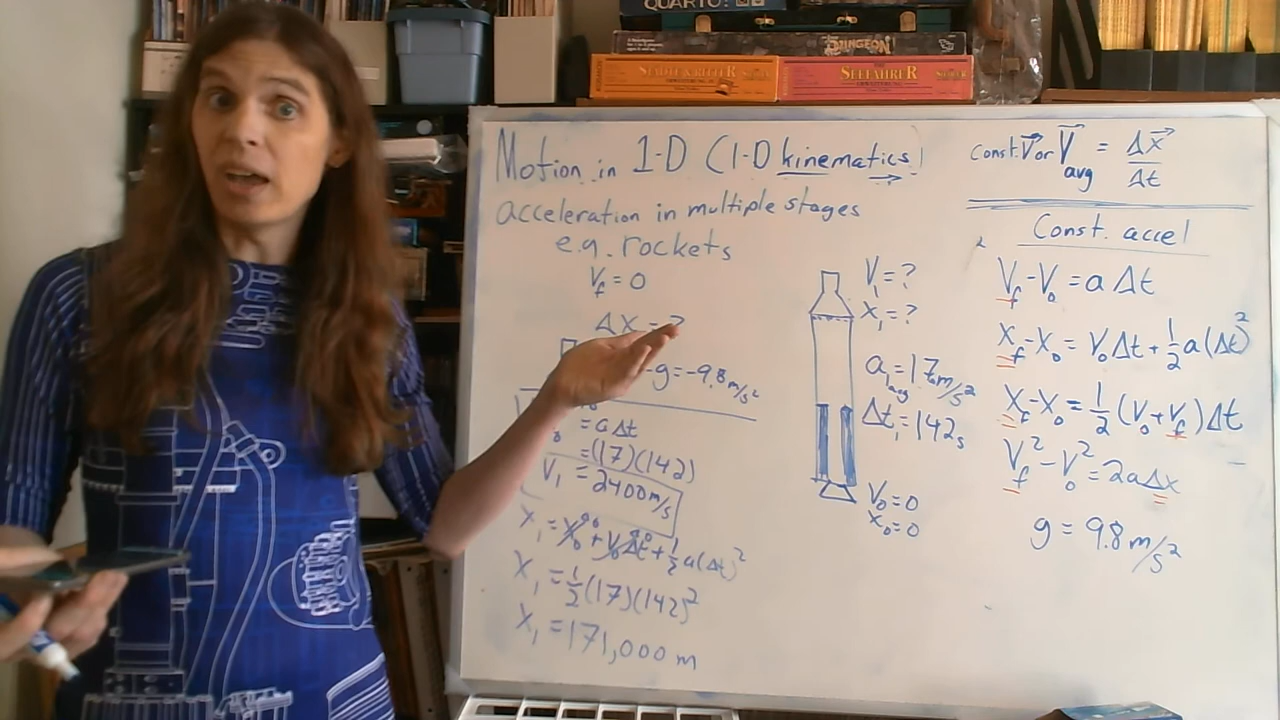 QUARTO!
DUNGEON!
STÄDTE & RITTER
SEEFAHRER
Motion in 1-D (1-D kinematics)
acceleration in multiple stages
e.g. rockets
V_f = 0
ΔX = ?
-g = -9.8 m/s²
= aΔt
= (17)(142)
V₁ = 2400 m/s
X₁ = X₀ + V₀Δt + ½a(Δt)²
X₁ = ½(17)(142)²
X₁ = 171,000 m
V₁ = ?
X₁ = ?
a₁avg = 17 m/s²
Δt₁ = 142 s
V₀ = 0
X₀ = 0
const. V⃗ or V⃗avg = ΔX⃗/Δt
Const. accel
V_f - V₀ = aΔt
X_f - X₀ = V₀Δt + ½a(Δt)²
X_f - X₀ = ½(V₀ + V_f)Δt
V_f² - V₀² = 2aΔx
g = 9.8 m/s²